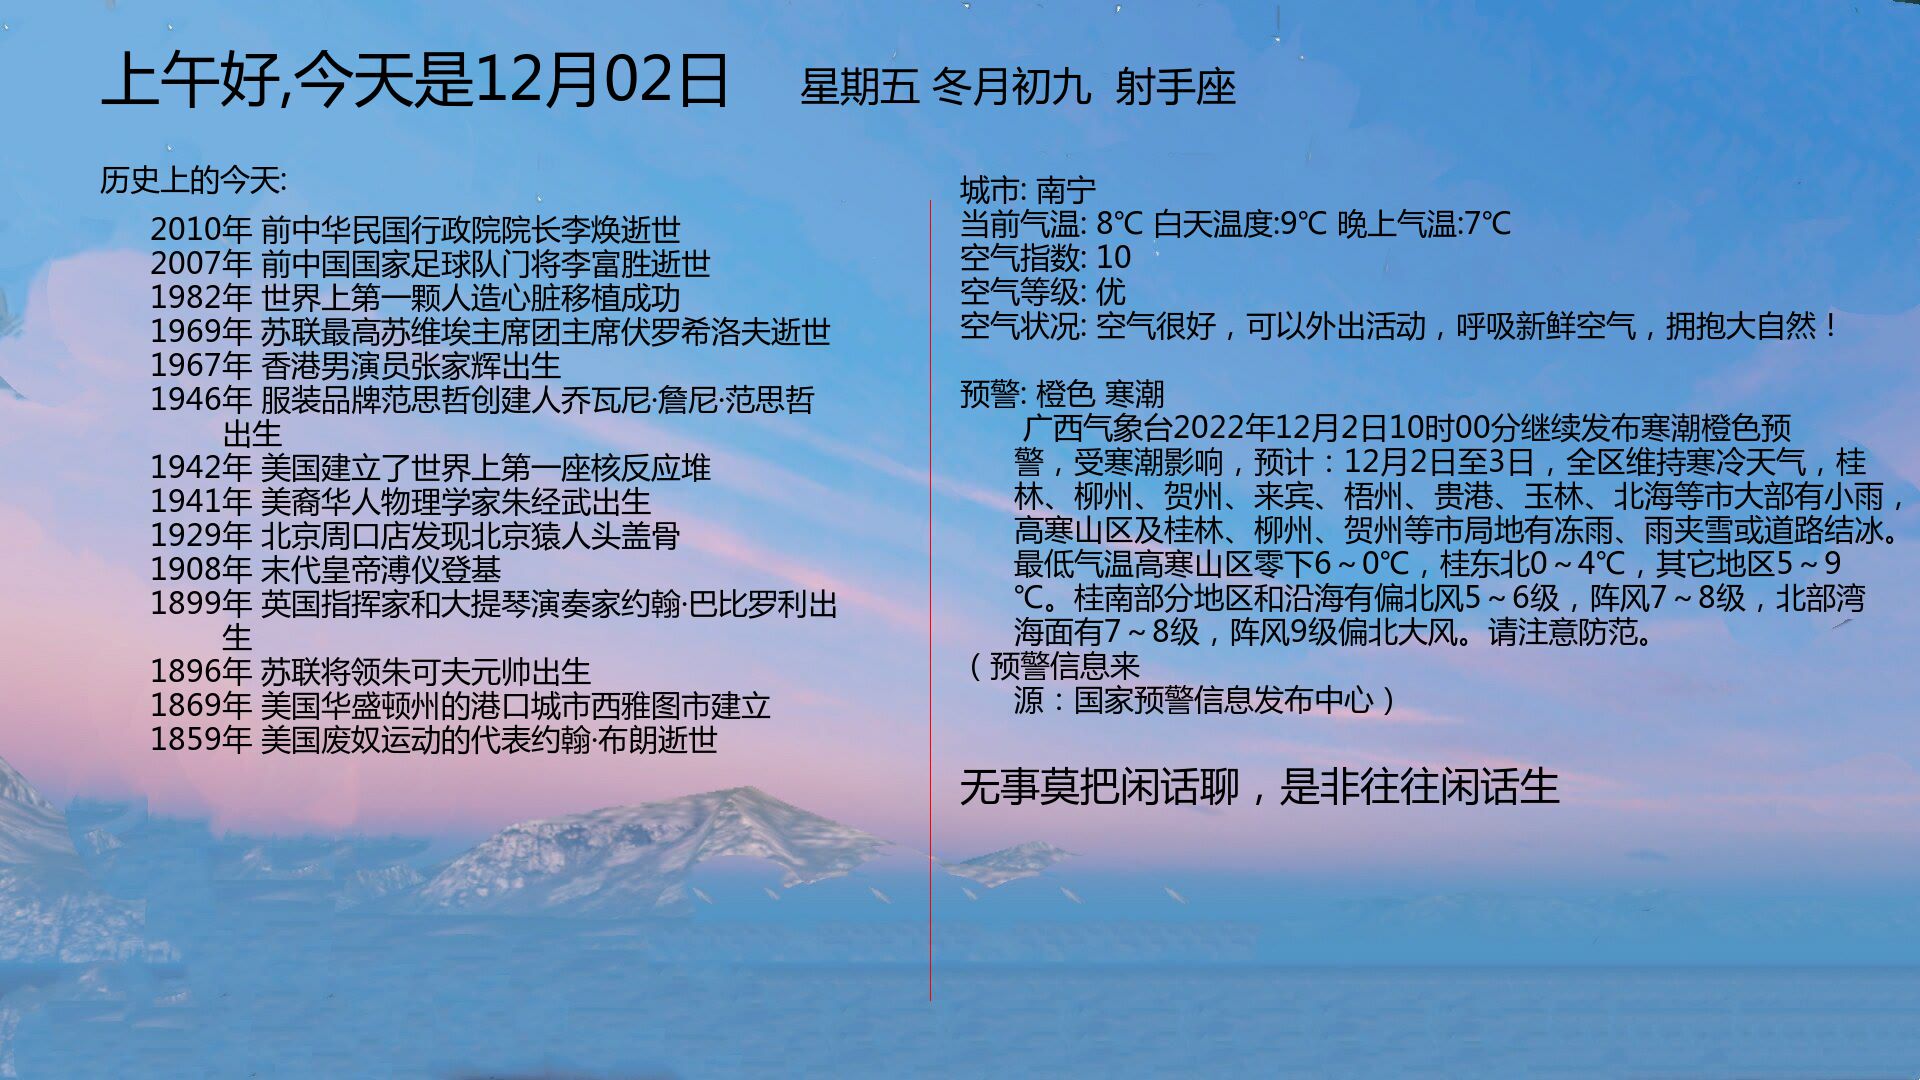 上午好,今天是12月02日 星期五 冬月初九 射手座
历史上的今天:
2010年 前中华民国行政院院长李焕逝世
2007年 前中国国家足球队门将李富胜逝世
1982年 世界上第一颗人造心脏移植成功
1969年 苏联最高苏维埃主席团主席伏罗希洛夫逝世
1967年 香港男演员张家辉出生
1946年 服装品牌范思哲创建人乔瓦尼·詹尼·范思哲
出生
1942年 美国建立了世界上第一座核反应堆
1941年 美裔华人物理学家朱经武出生
1929年 北京周口店发现北京猿人头盖骨
1908年 末代皇帝溥仪登基
1899年 英国指挥家和大提琴演奏家约翰·巴比罗利出
生
1896年 苏联将领朱可夫元帅出生
1869年 美国华盛顿州的港口城市西雅图市建立
1859年 美国废奴运动的代表约翰·布朗逝世
城市: 南宁
当前气温: 8℃ 白天温度:9℃ 晚上气温:7℃
空气指数: 10
空气等级: 优
空气状况: 空气很好，可以外出活动，呼吸新鲜空气，拥抱大自然！
预警: 橙色 寒潮
广西气象台2022年12月2日10时00分继续发布寒潮橙色预
警，受寒潮影响，预计：12月2日至3日，全区维持寒冷天气，桂
林、柳州、贺州、来宾、梧州、贵港、玉林、北海等市大部有小雨，
高寒山区及桂林、柳州、贺州等市局地有冻雨、雨夹雪或道路结冰。
最低气温高寒山区零下6～0℃，桂东北0～4℃，其它地区5～9
℃。桂南部分地区和沿海有偏北风5～6级，阵风7～8级，北部湾
海面有7～8级，阵风9级偏北大风。请注意防范。
（预警信息来
源：国家预警信息发布中心）
无事莫把闲话聊，是非往往闲话生